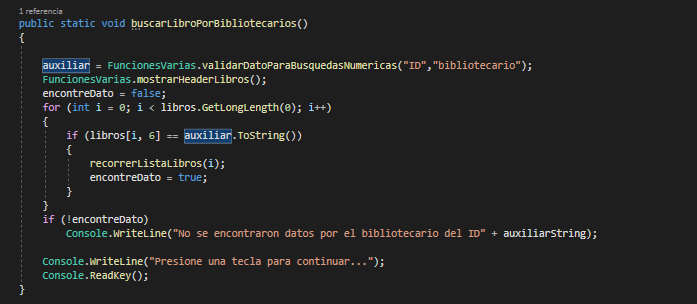 1 referencia
public static void buscarLibroPorBibliotecarios()
{
auxiliar = FuncionesVarias.validarDatoParaBusquedasNumericas("ID","bibliotecario");
FuncionesVarias.mostrarHeaderLibros();
encontreDato = false;
for (int i = 0; i < libros.GetLongLength(0); i++)
{
if (libros[i, 6] == auxiliar.ToString())
{
recorrerListaLibros(i);
encontreDato = true;
}
}
if (!encontreDato)
Console.WriteLine("No se encontraron datos por el bibliotecario del ID" + auxiliarString);
Console.WriteLine("Presione una tecla para continuar...");
Console.ReadKey();
}